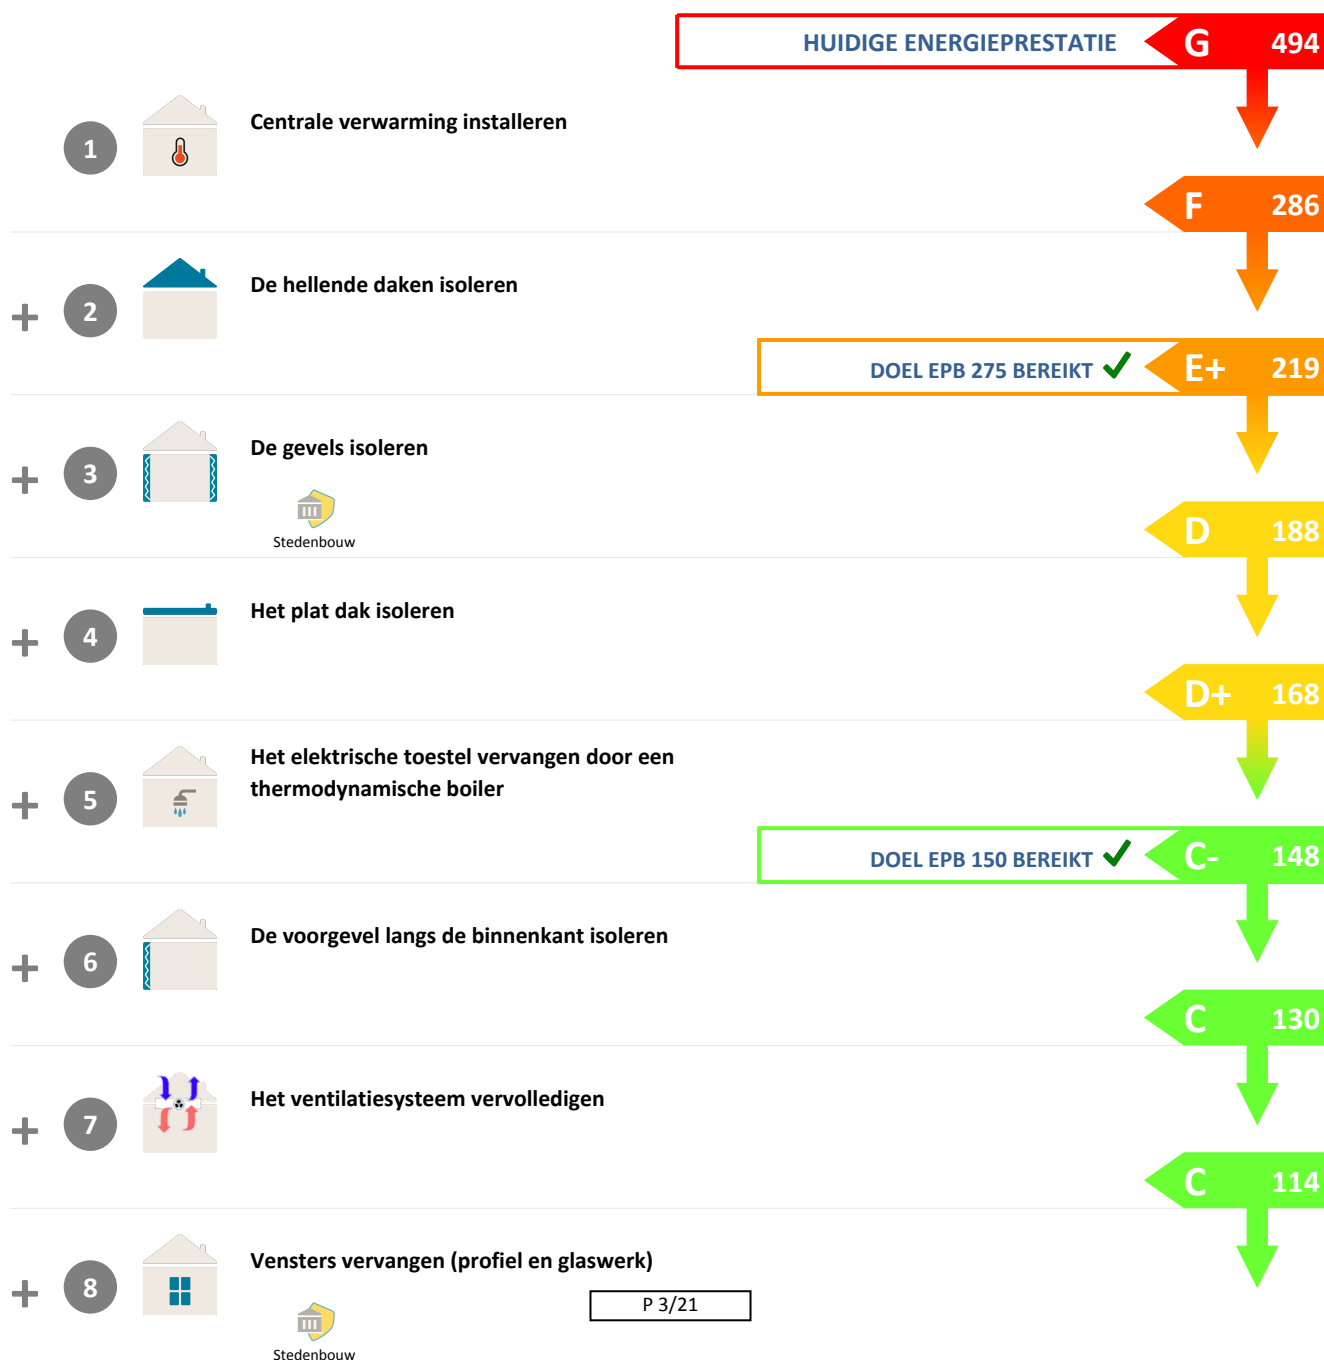 HUIDIGE ENERGIEPRESTATIE G 494
1 Centrale verwarming installeren
F 286
+ 2 De hellende daken isoleren
DOEL EPB 275 BEREIKT ✓ E+ 219
+ 3 De gevels isoleren
Stedenbouw
D 188
+ 4 Het plat dak isoleren
D+ 168
+ 5 Het elektrische toestel vervangen door een
thermodynamische boiler
DOEL EPB 150 BEREIKT ✓ C- 148
+ 6 De voorgevel langs de binnenkant isoleren
C 130
+ 7 Het ventilatiesysteem vervolledigen
C 114
+ 8 Vensters vervangen (profiel en glaswerk)
P 3/21
Stedenbouw